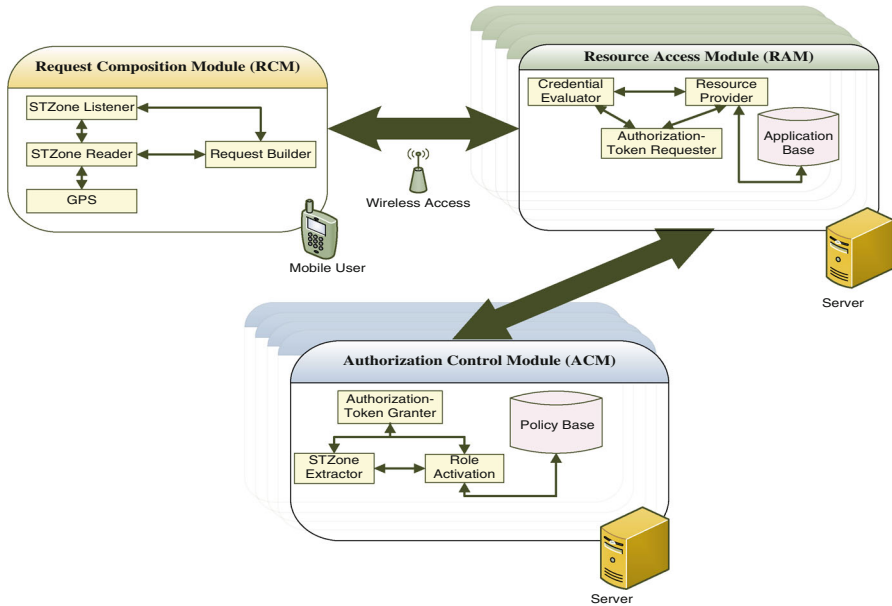 Request Composition Module (RCM)
STZone Listener
STZone Reader
Request Builder
GPS
Mobile User
Wireless Access
Resource Access Module (RAM)
Credential
Evaluator
Resource
Provider
Authorization-
Token Requester
Application
Base
Server
Authorization Control Module (ACM)
Authorization-
Token Granter
Policy Base
STZone
Extractor
Role
Activation
Server